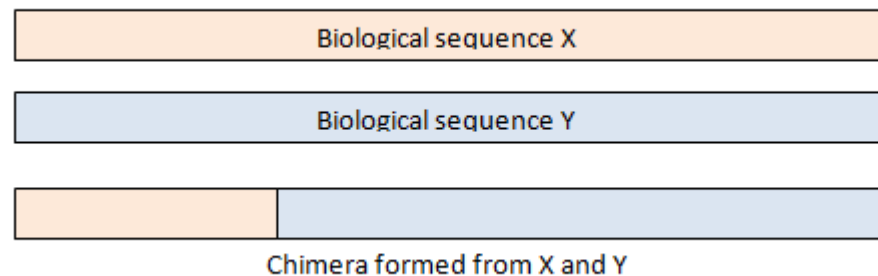 Biological sequence X
Biological sequence Y
Chimera formed from X and Y